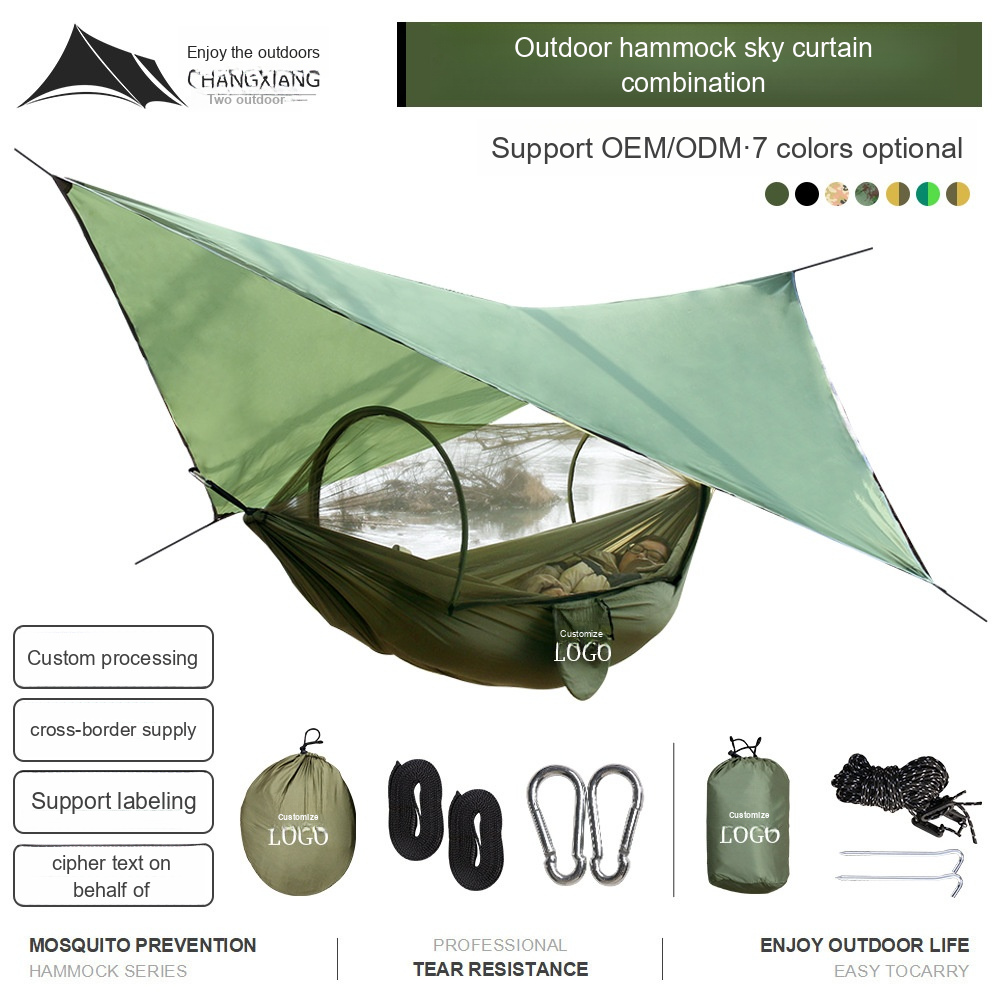 Enjoy the outdoors
CHANGXIANG
Two outdoor
Outdoor hammock sky curtain
combination
Support OEM/ODM·7 colors optional
Customize
LOGO
Custom processing
cross-border supply
Support labeling
cipher text on
behalf of
Customize
LOGO
Customize
LOGO
MOSQUITO PREVENTION
HAMMOCK SERIES
PROFESSIONAL
TEAR RESISTANCE
ENJOY OUTDOOR LIFE
EASY TOCARRY